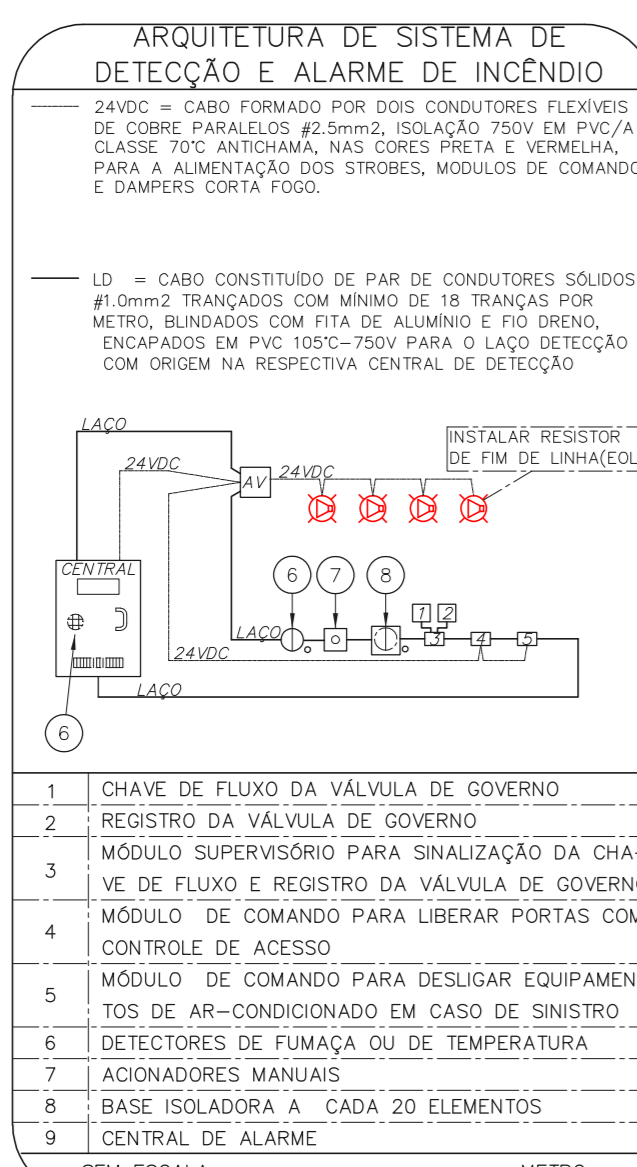 ARQUITETURA DE SISTEMA DE
DETECÇÃO E ALARME DE INCÊNDIO
24VDC = CABO FORMADO POR DOIS CONDUTORES FLEXÍVEIS
DE COBRE PARALELOS #2.5mm2, ISOLAÇÃO 750V EM PVC/A
CLASSE 70°C ANTICHAMA, NAS CORES PRETA E VERMELHA,
PARA A ALIMENTAÇÃO DOS STROBES, MODULOS DE COMANDO
E DAMPERS CORTA FOGO.
LD = CABO CONSTITUÍDO DE PAR DE CONDUTORES SÓLIDOS
#1.0mm2 TRANÇADOS COM MÍNIMO DE 18 TRANÇAS POR
METRO, BLINDADOS COM FITA DE ALUMÍNIO E FIO DRENO,
ENCAPADOS EM PVC 105°C-750V PARA O LAÇO DETECÇÃO
COM ORIGEM NA RESPECTIVA CENTRAL DE DETECÇÃO
LAÇO
INSTALAR RESISTOR
DE FIM DE LINHA(EOL
24VDC
AV
24VDC
CENTRAL
6
7
8
1
2
LAÇO
3
4
5
24VDC
LAÇO
6
1 CHAVE DE FLUXO DA VÁLVULA DE GOVERNO
2 REGISTRO DA VÁLVULA DE GOVERNO
3 MÓDULO SUPERVISÓRIO PARA SINALIZAÇÃO DA CHA-
VE DE FLUXO E REGISTRO DA VÁLVULA DE GOVERNO
4 MÓDULO DE COMANDO PARA LIBERAR PORTAS COM
CONTROLE DE ACESSO
5 MÓDULO DE COMANDO PARA DESLIGAR EQUIPAMEN
TOS DE AR-CONDICIONADO EM CASO DE SINISTRO
6 DETECTORES DE FUMAÇA OU DE TEMPERATURA
7 ACIONADORES MANUAIS
8 BASE ISOLADORA A CADA 20 ELEMENTOS
9 CENTRAL DE ALARME